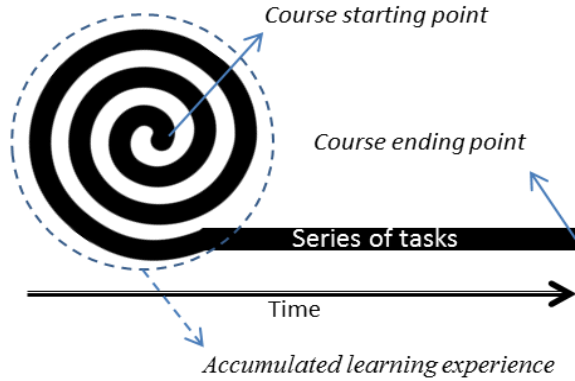 Course starting point
Course ending point
Series of tasks
Time
Accumulated learning experience